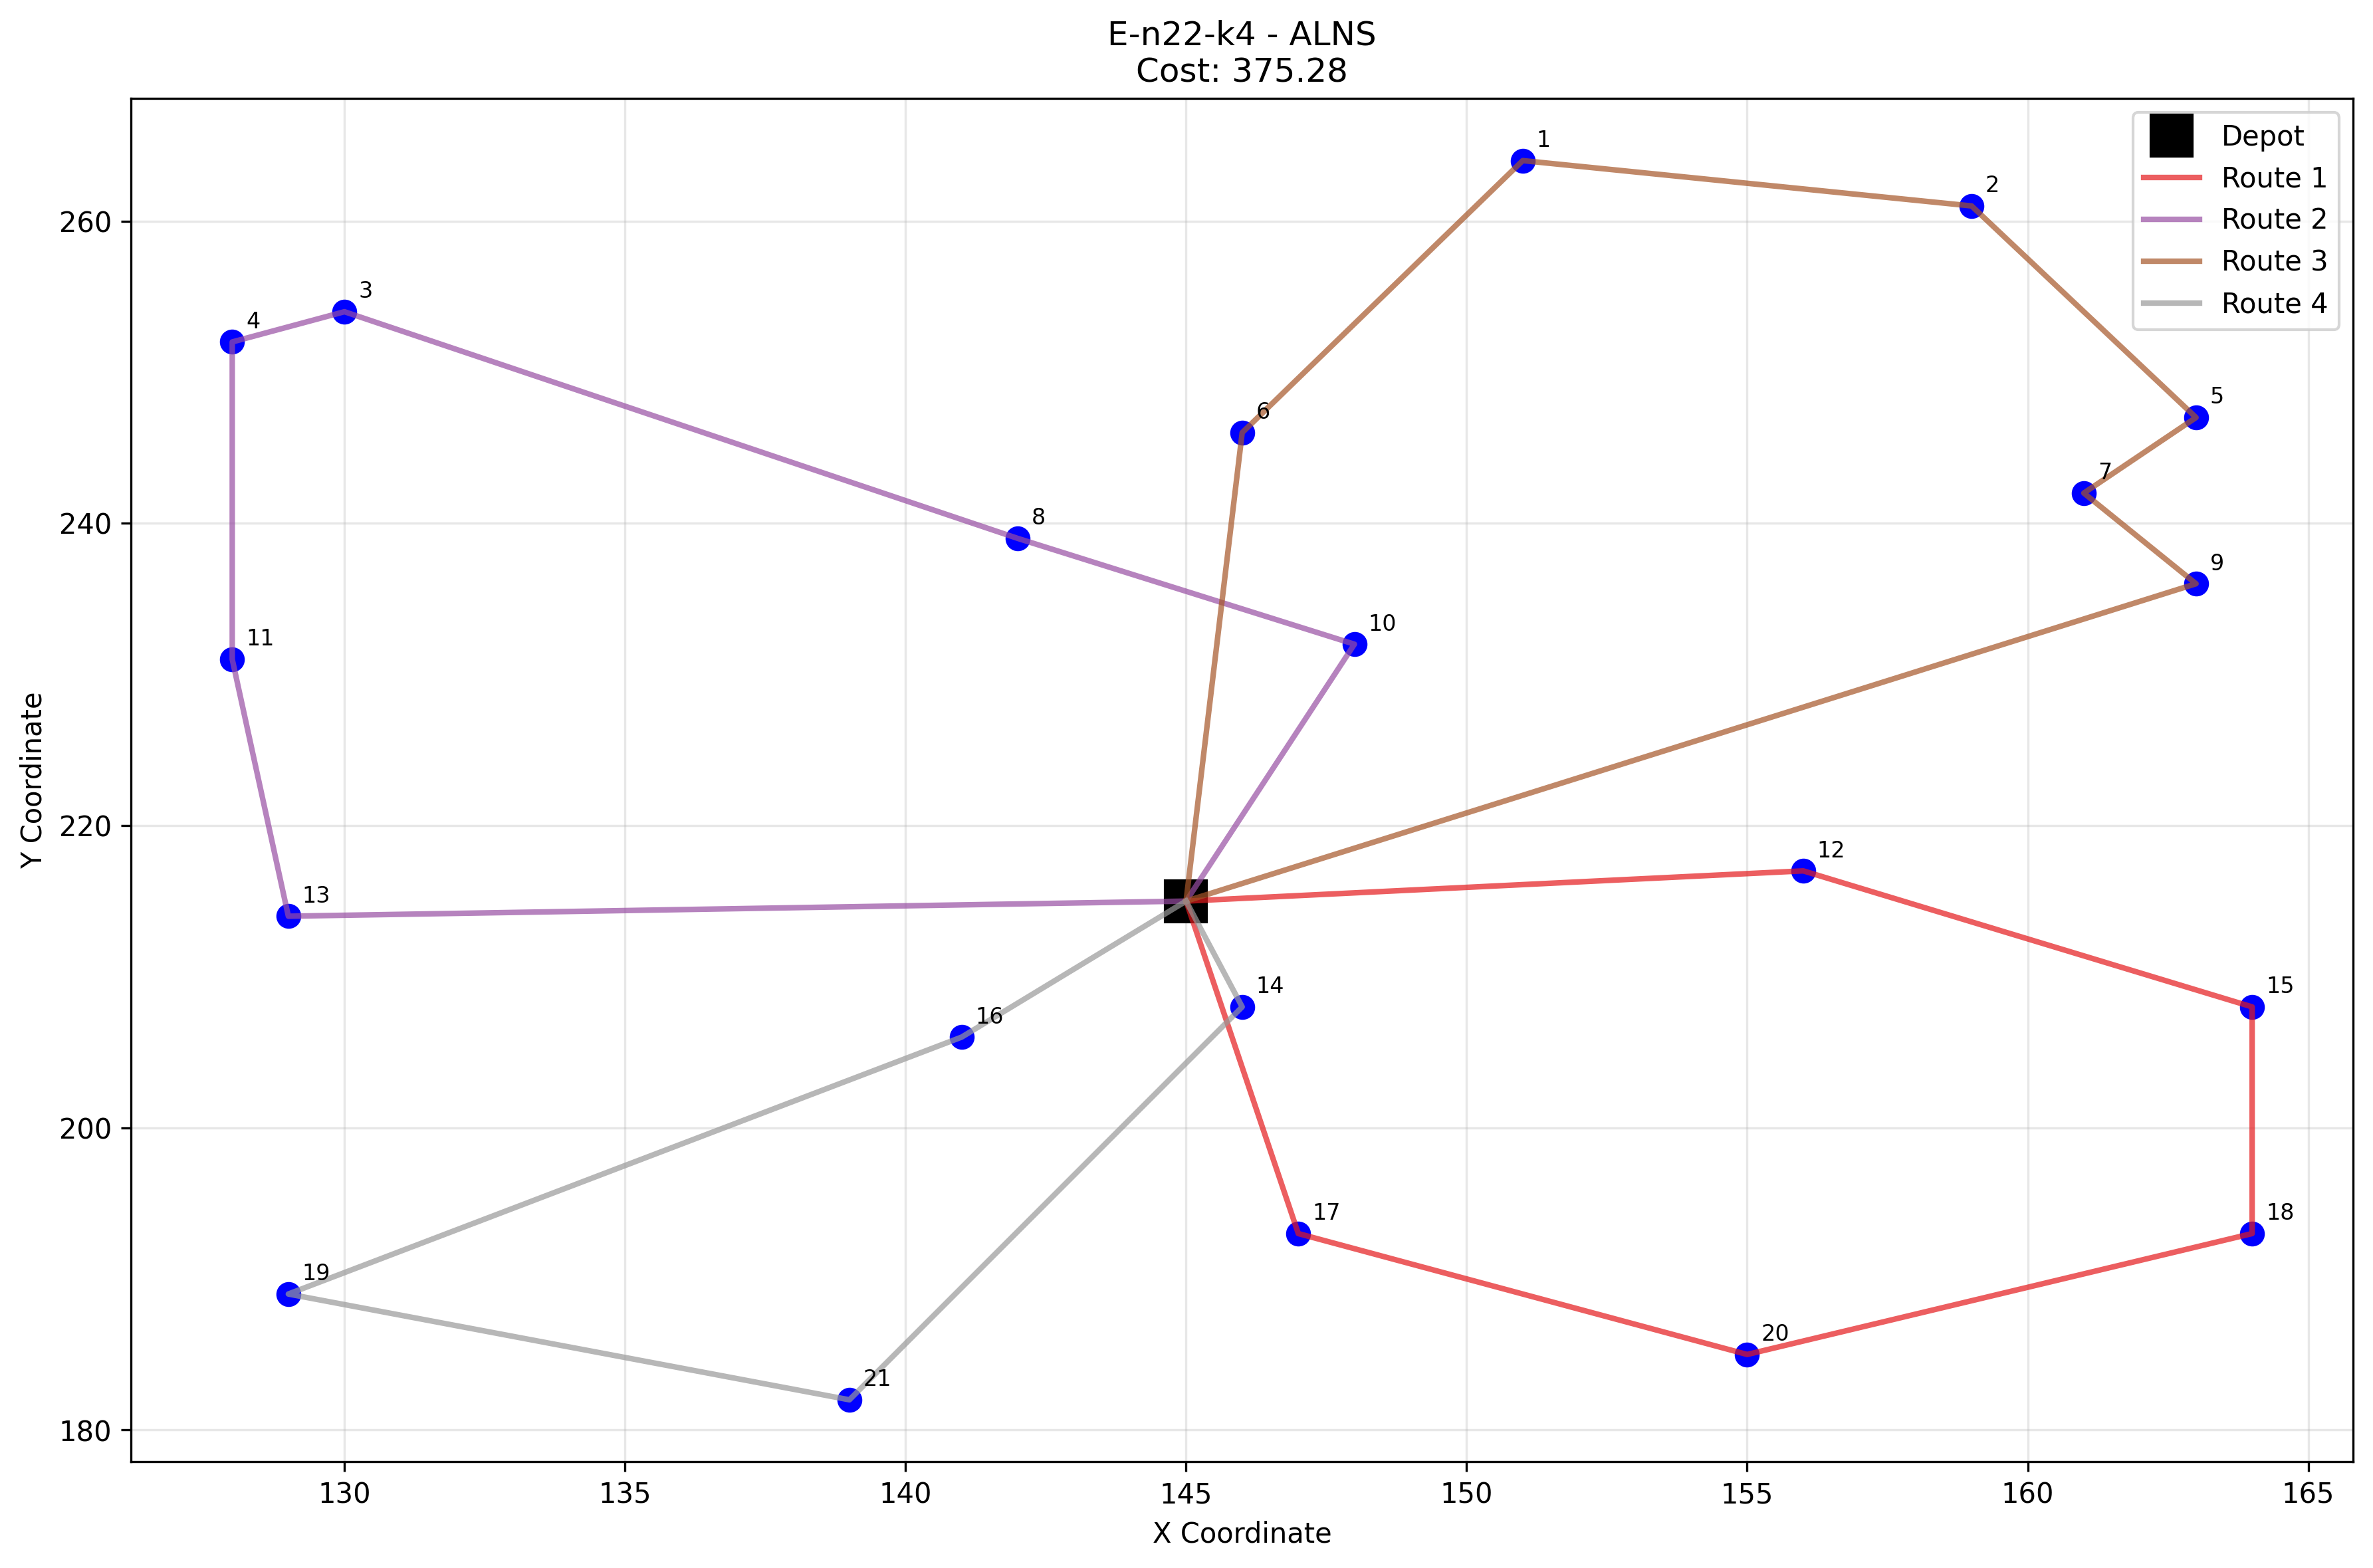 E-n22-k4 - ALNS
Cost: 375.28
Depot
Route 1
Route 2
Route 3
Route 4
Y Coordinate
260
240
220
200
180
1
2
3
4
5
6
7
8
9
10
11
12
13
14
15
16
17
18
19
20
21
130 135 140 145 150 155 160 165
X Coordinate